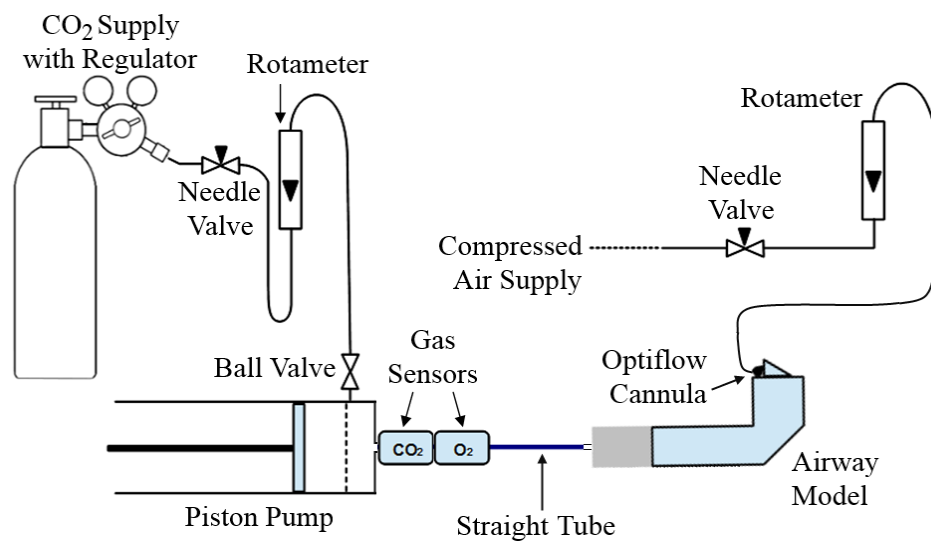 CO₂ Supply
with Regulator
Rotameter
Rotameter
Needle
Valve
Needle
Valve
Compressed
Air Supply
Gas
Sensors
Ball Valve
Optiflow
Cannula
CO₂
O₂
Airway
Model
Piston Pump
Straight Tube